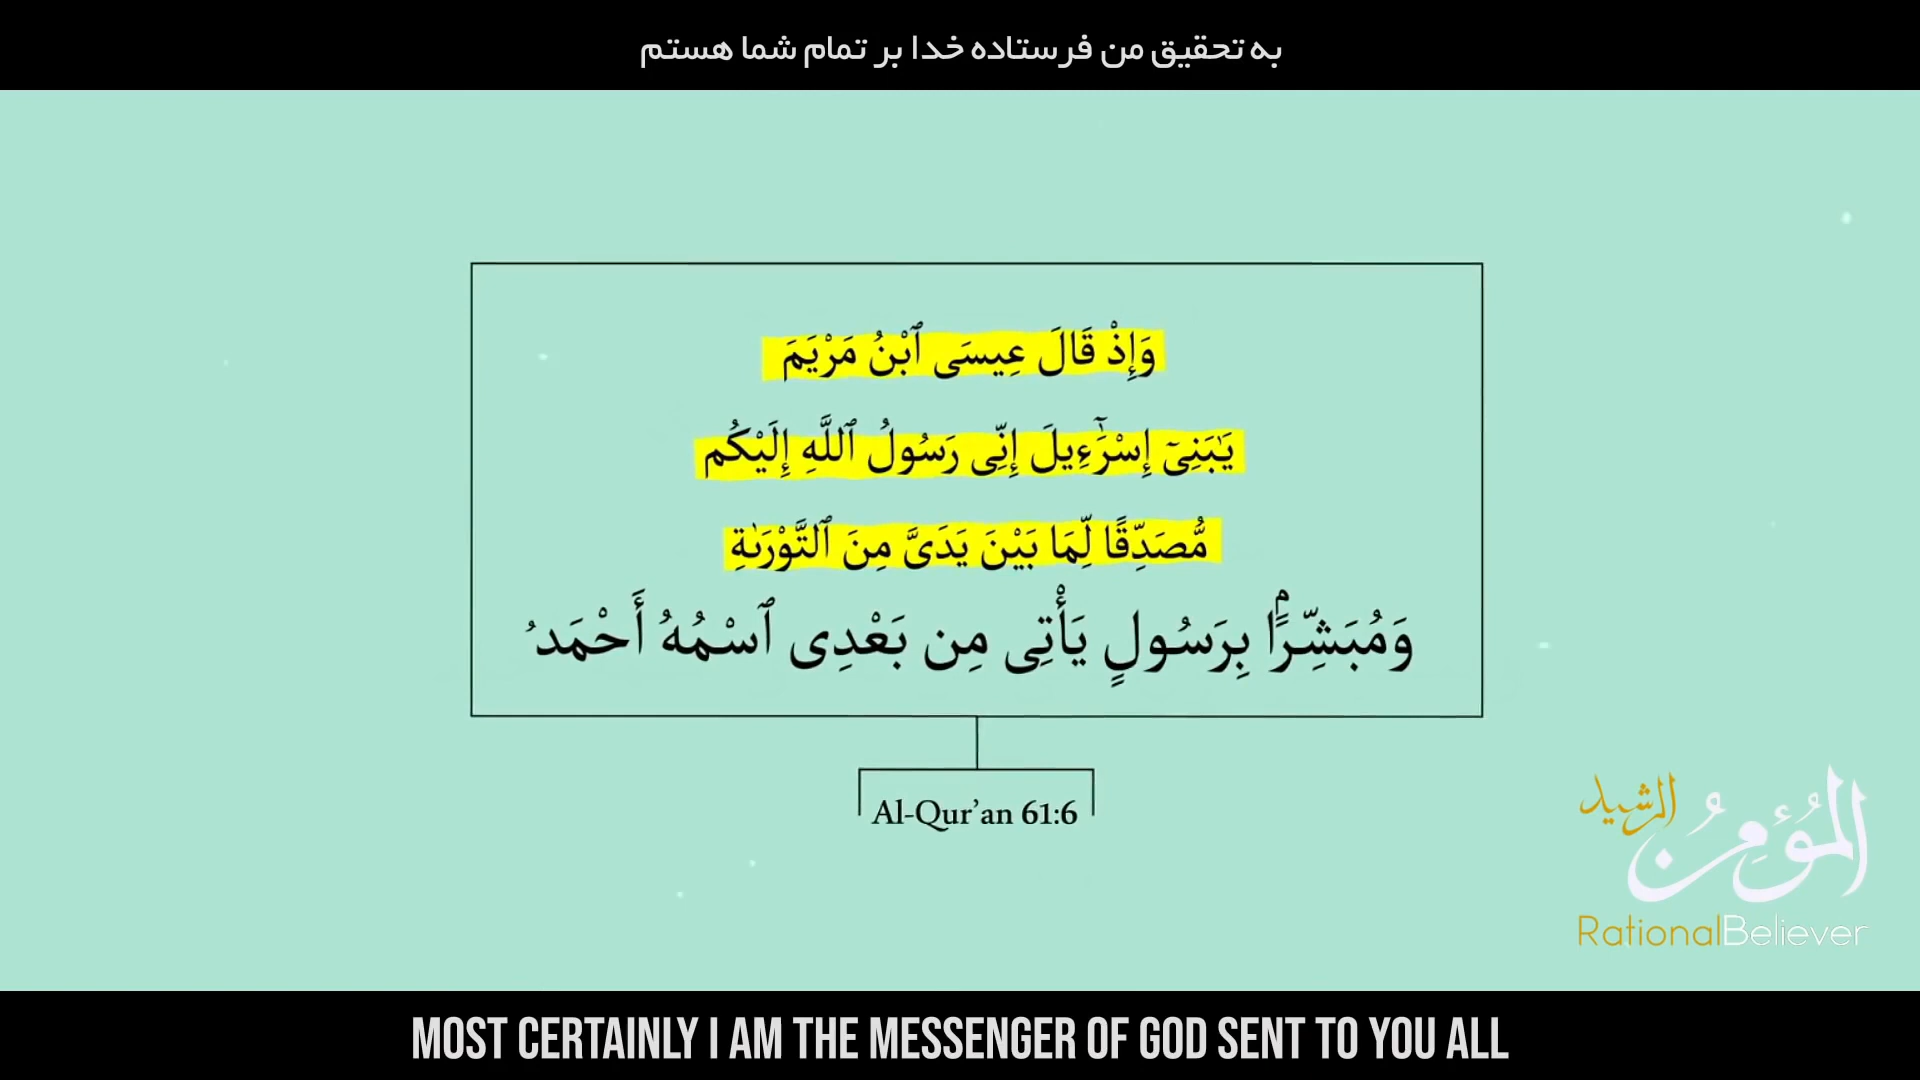 به تحقیق من فرستاده خدا بر تمام شما هستم
وَإِذْ قَالَ عِيسَى ٱبْنُ مَرْيَمَ
يَٰبَنِىٓ إِسْرَٰٓءِيلَ إِنِّى رَسُولُ ٱللَّهِ إِلَيْكُم
مُّصَدِّقًا لِّمَا بَيْنَ يَدَىَّ مِنَ ٱلتَّوْرَىٰةِ
وَمُبَشِّرًۢا بِرَسُولٍ يَأْتِى مِن بَعْدِى ٱسْمُهُ أَحْمَدُ
Al-Qur’an 61:6
المؤمنُ الرشيد
RationalBeliever
MOST CERTAINLY I AM THE MESSENGER OF GOD SENT TO YOU ALL